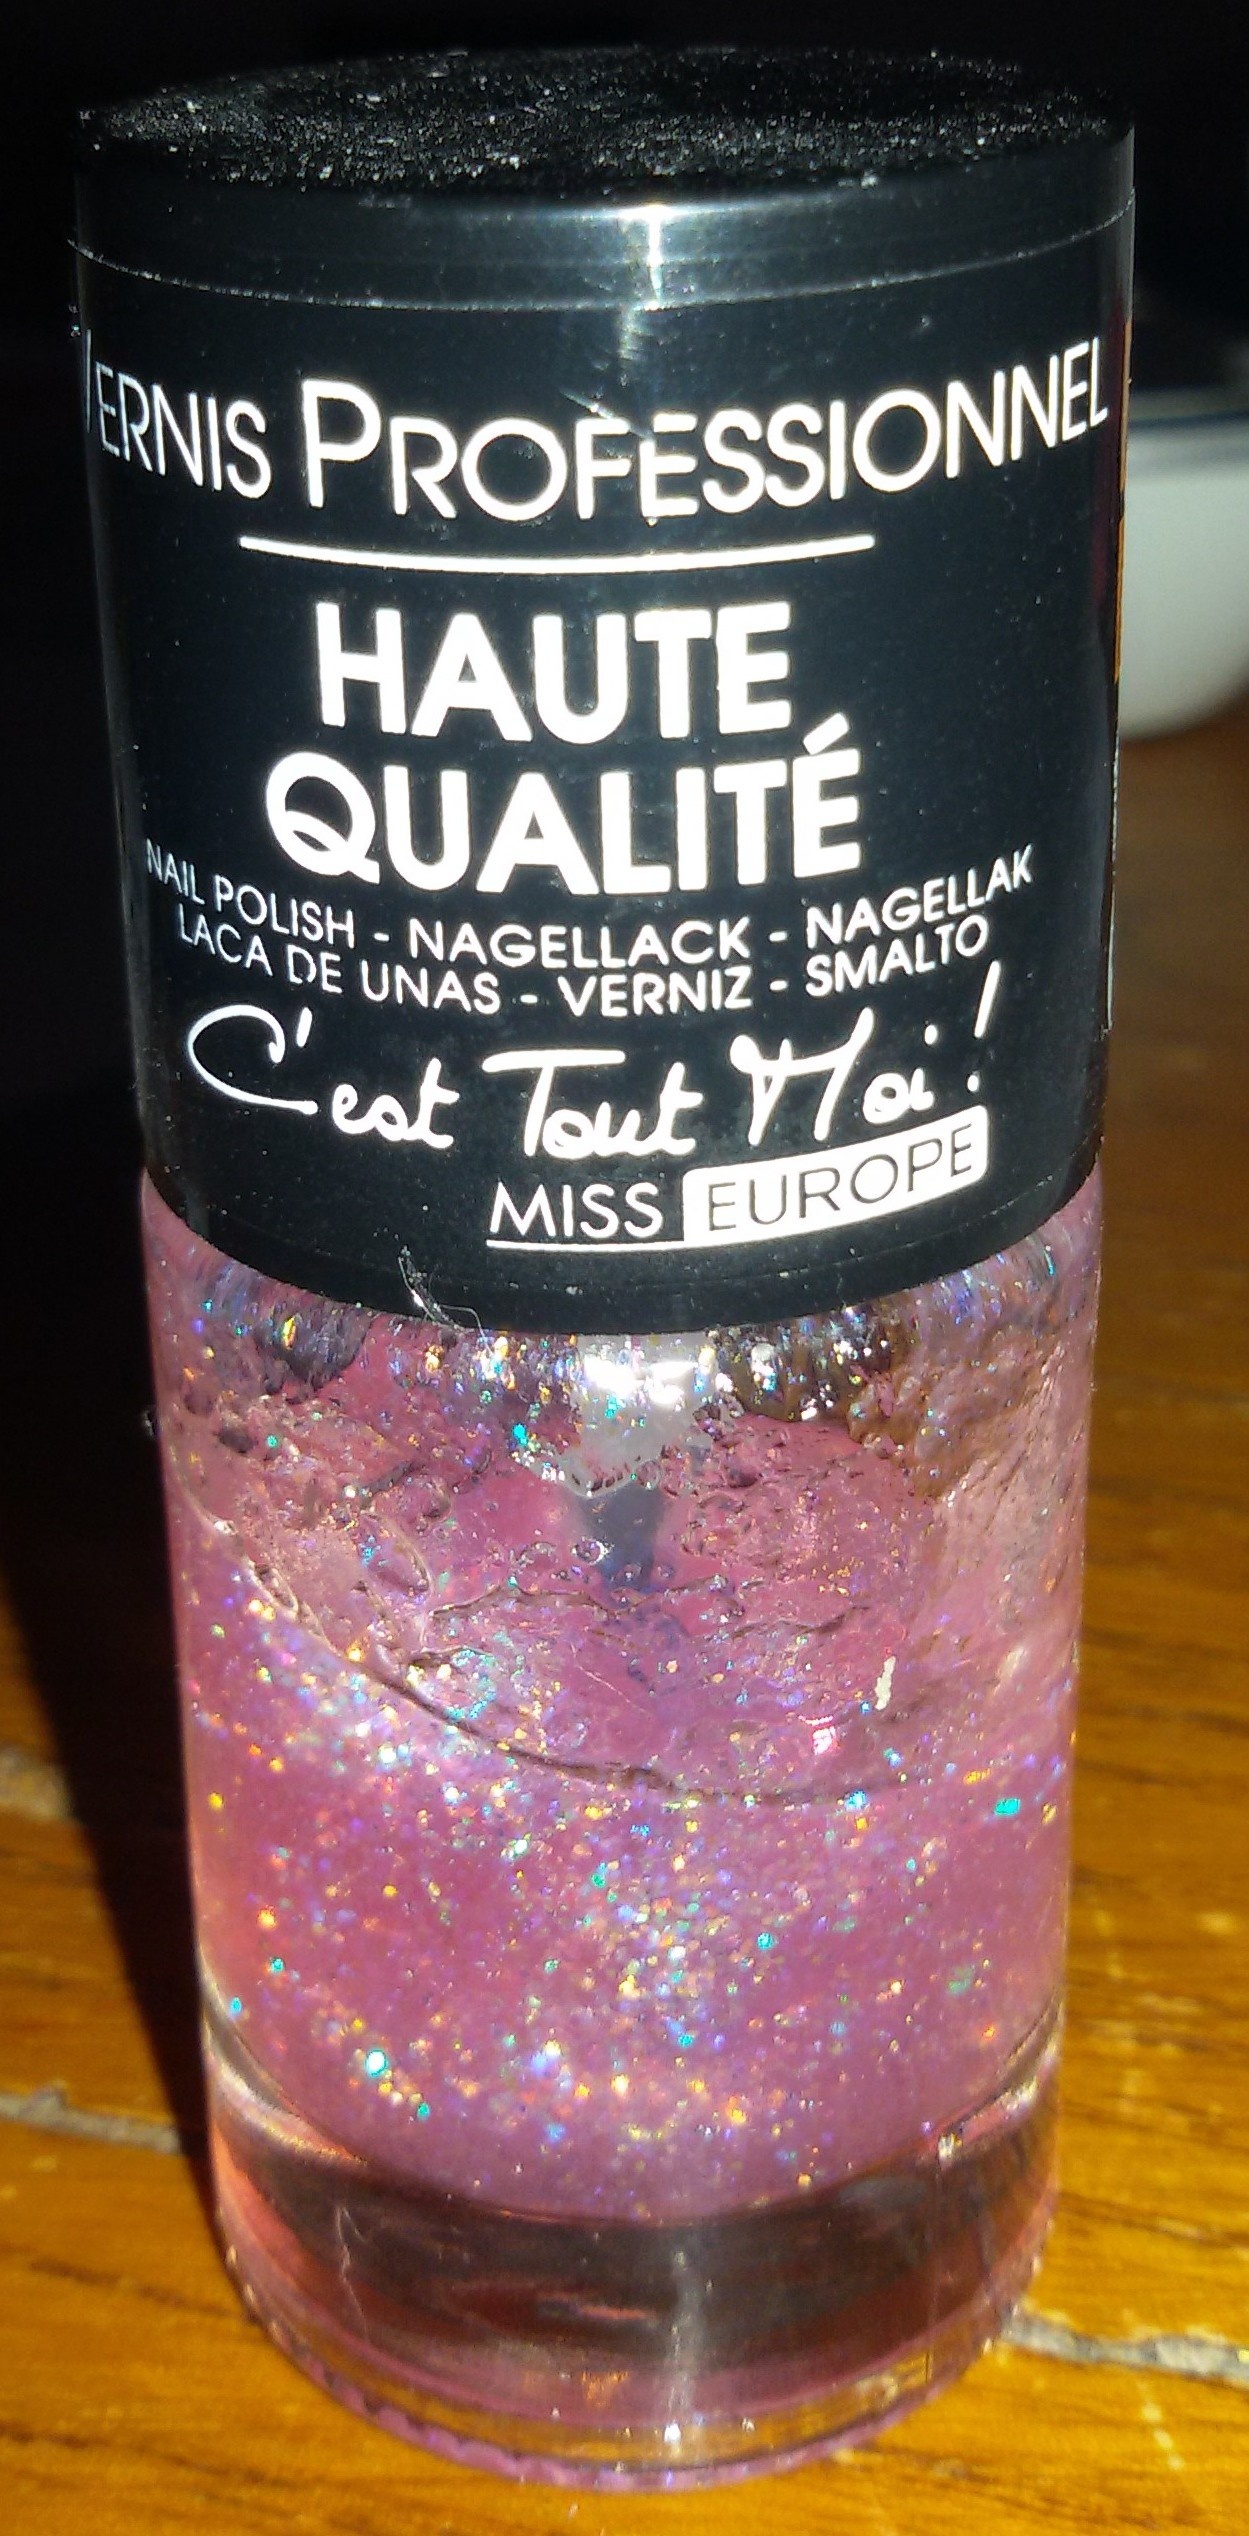 VERNIS PROFESSIONNEL
HAUTE
QUALITÉ
NAIL POLISH - NAGELLACK - NAGELLAK
LACA DE UNAS - VERNIZ - SMALTO
C'est Tout Moi !
MISS EUROPE